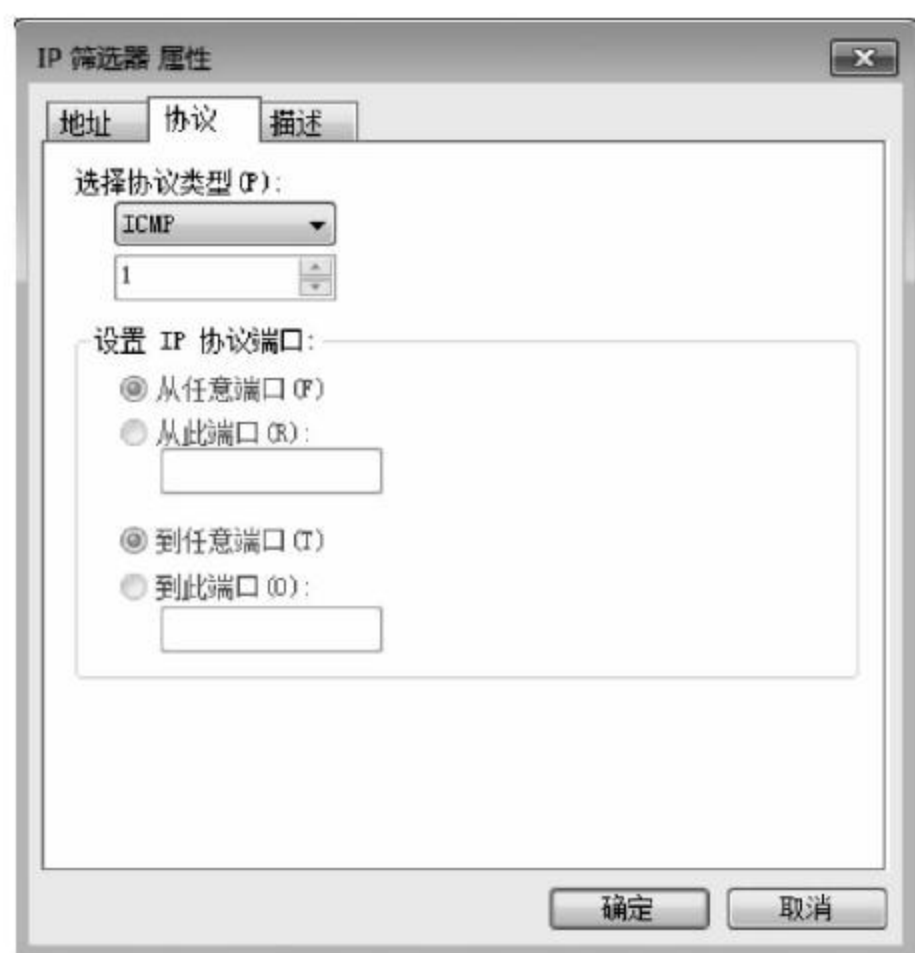 IP 筛选器 属性
地址 协议 描述
选择协议类型(P):
ICMP
1
设置 IP 协议端口:
从任意端口(F)
从此端口(R):
到任意端口(T)
到此端口(O):
确定 取消